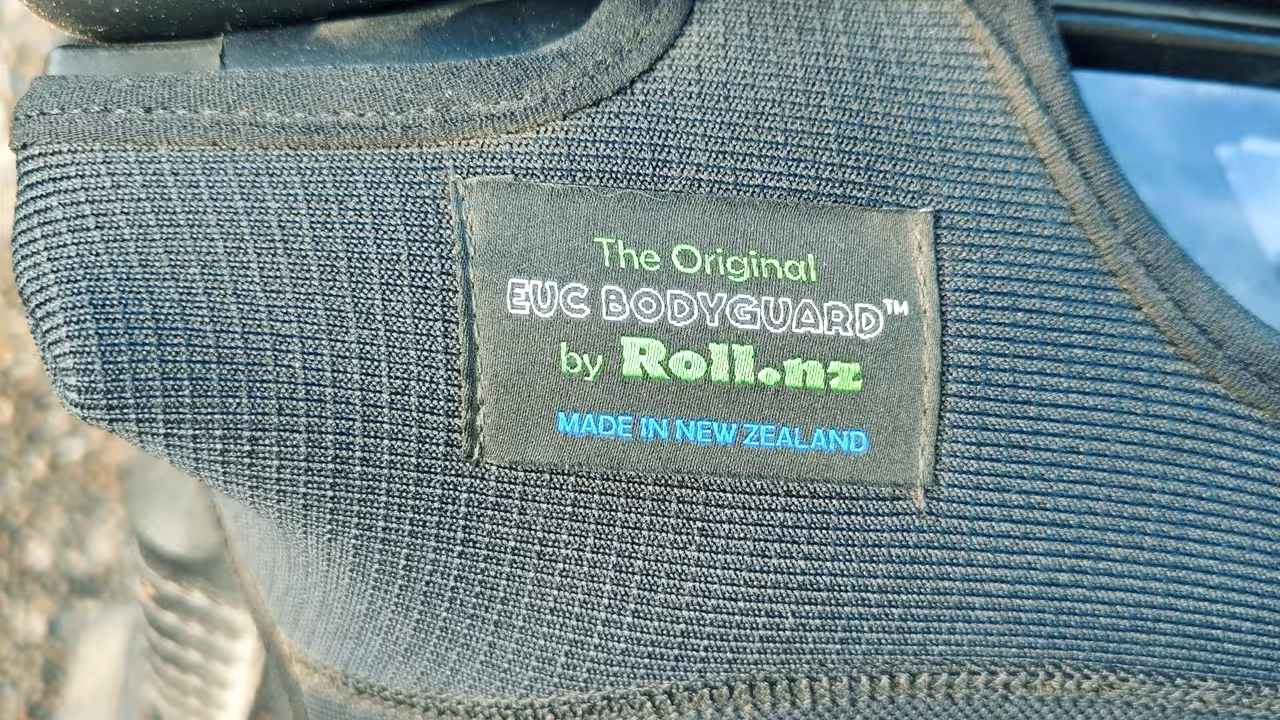 The Original
EUC BODYGUARD™
by Roll.nz
MADE IN NEW ZEALAND